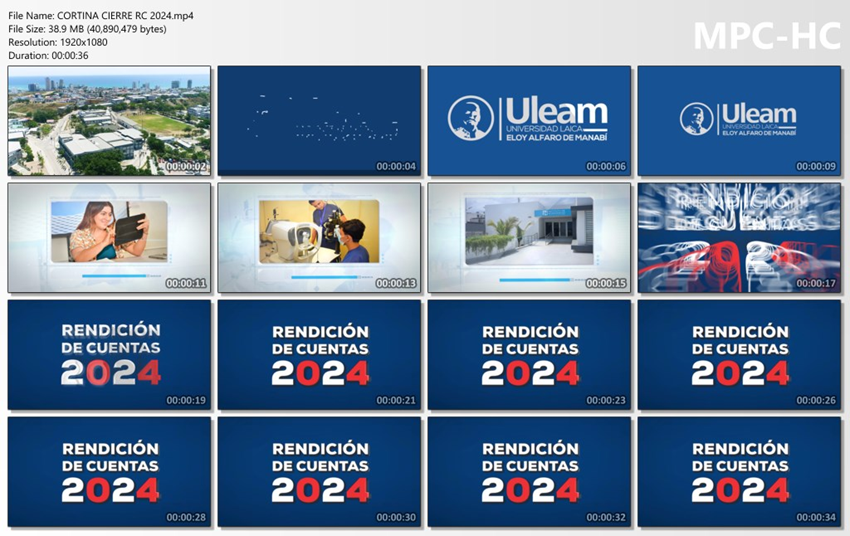 File Name: CORTINA CIERRE RC 2024.mp4
File Size: 38.9 MB (40,890,479 bytes)
Resolution: 1920x1080
Duration: 00:00:36
MPC-HC
00:00:02
00:00:04
Uleam
UNIVERSIDAD LAICA
ELOY ALFARO DE MANABÍ
00:00:06
Uleam
UNIVERSIDAD LAICA
ELOY ALFARO DE MANABÍ
00:00:09
00:00:11
00:00:13
00:00:15
RENDICIÓN
DE CUENTAS
00:00:17
RENDICIÓN
DE CUENTAS
2024
00:00:19
RENDICIÓN
DE CUENTAS
2024
00:00:21
RENDICIÓN
DE CUENTAS
2024
00:00:23
RENDICIÓN
DE CUENTAS
2024
00:00:26
RENDICIÓN
DE CUENTAS
2024
00:00:28
RENDICIÓN
DE CUENTAS
2024
00:00:30
RENDICIÓN
DE CUENTAS
2024
00:00:32
RENDICIÓN
DE CUENTAS
2024
00:00:34